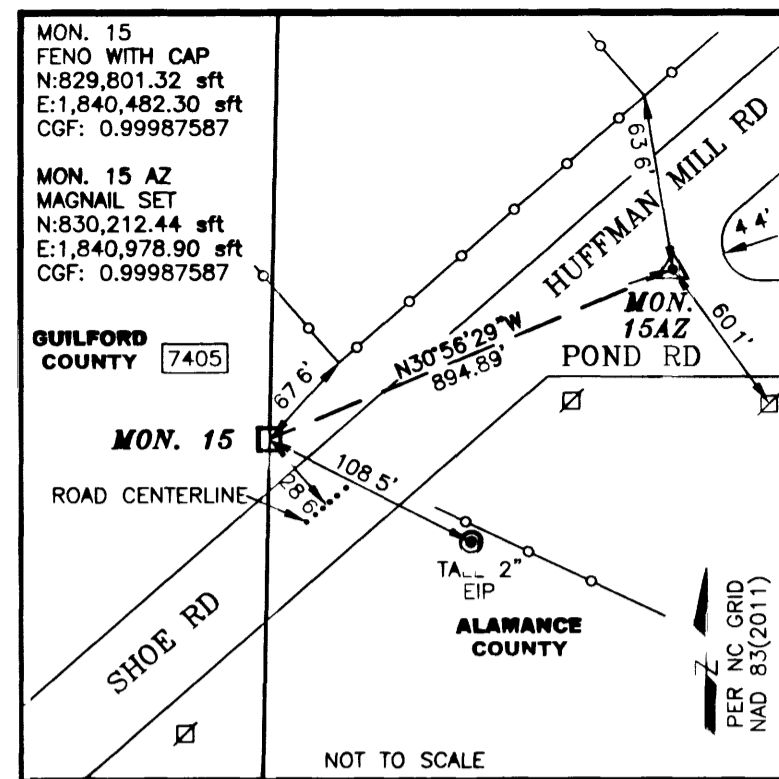 MON. 15
FENO WITH CAP
N:829,801.32 sft
E:1,840,482.30 sft
CGF: 0.99987587
MON. 15 AZ
MAGNAIL SET
N:830,212.44 sft
E:1,840,978.90 sft
CGF: 0.99987587
GUILFORD
COUNTY
7405
63 6'
HUFFMAN MILL RD
4 4'
MON.
15AZ
60 1'
POND RD
N30°56'29"W
894.89'
67 6'
MON. 15
108 5'
28 6'
ROAD CENTERLINE
2"
EIP
ALAMANCE
COUNTY
SHOE RD
N
PER NC GRID
NAD 83(2011)
NOT TO SCALE